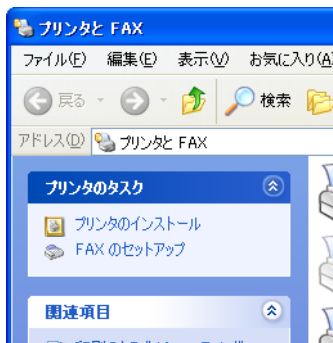 プリンタと FAX
ファイル(F) 編集(E) 表示(V) お気に入り(A)
戻る 検索
アドレス(D) プリンタと FAX
プリンタのタスク
プリンタのインストール
FAX のセットアップ
関連項目